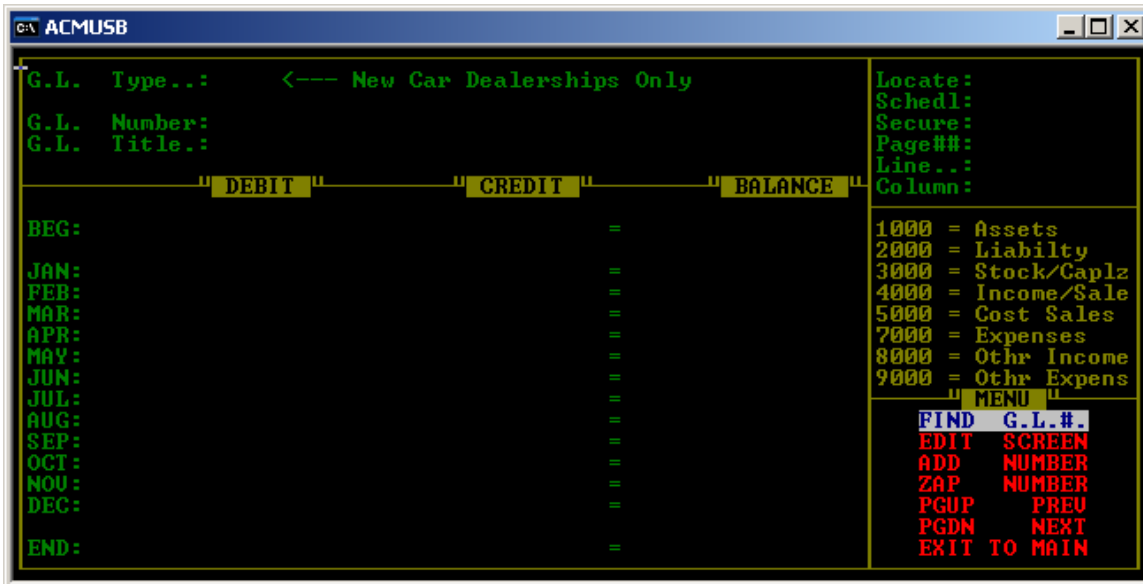 ACMUSB
G.L. Type..: <--- New Car Dealerships Only
G.L. Number:
G.L. Title.:
DEBIT CREDIT BALANCE
BEG: =
JAN: =
FEB: =
MAR: =
APR: =
MAY: =
JUN: =
JUL: =
AUG: =
SEP: =
OCT: =
NOV: =
DEC: =
END: =
Locate:
Schedl:
Secure:
Page##:
Line..:
Column:
1000 = Assets
2000 = Liabilty
3000 = Stock/Caplz
4000 = Income/Sale
5000 = Cost Sales
7000 = Expenses
8000 = Othr Income
9000 = Othr Expens
MENU
FIND G.L.#.
EDIT SCREEN
ADD NUMBER
ZAP NUMBER
PGUP PREV
PGDN NEXT
EXIT TO MAIN